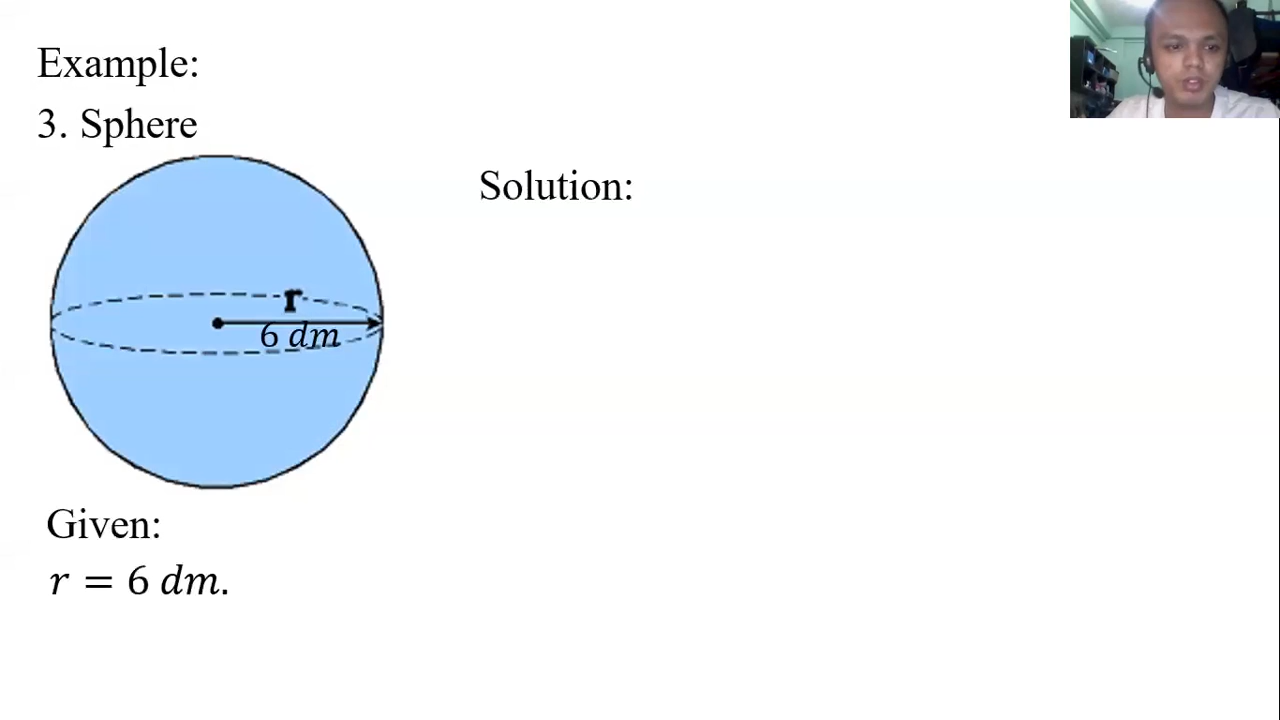 Example:
3. Sphere
Solution:
r
6 dm
Given:
r = 6 dm.